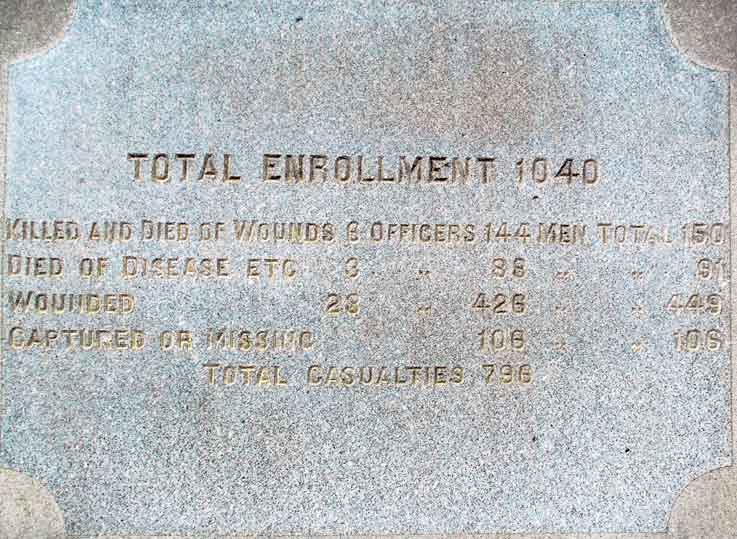 TOTAL ENROLLMENT 1040
KILLED AND DIED OF WOUNDS 6 OFFICERS 144 MEN TOTAL 150
DIED OF DISEASE ETC 3 ,, 88 ,, ,, 91
WOUNDED 23 ,, 426 ,, ,, 449
CAPTURED OR MISSING 106 ,, ,, 106
TOTAL CASUALTIES 796